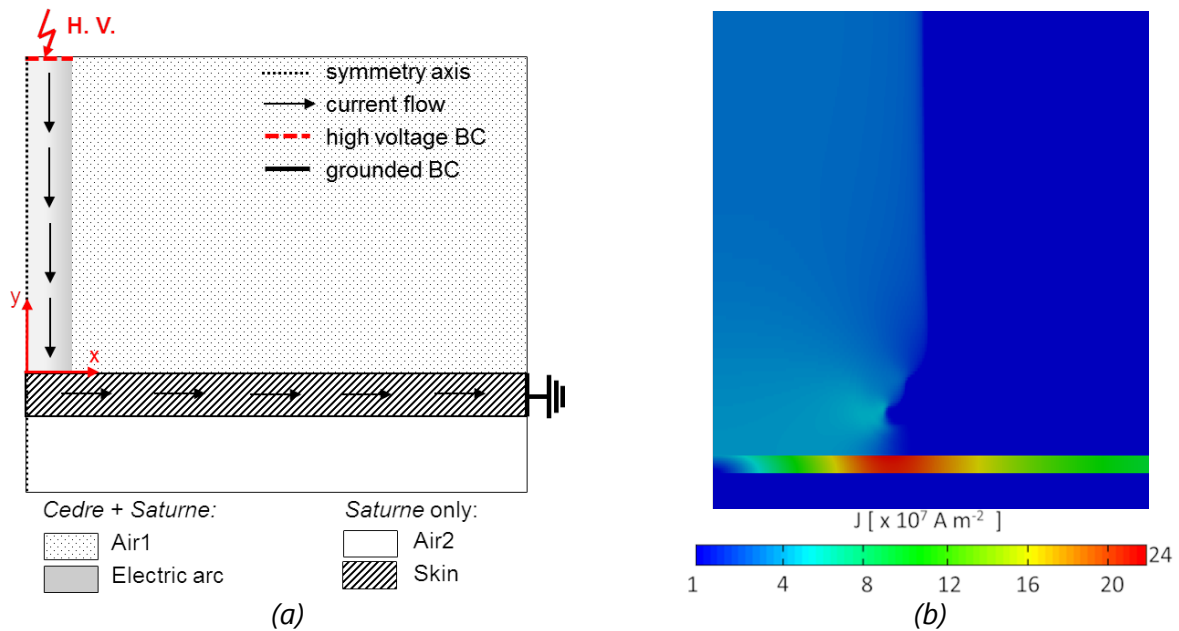 H. V.
symmetry axis
current flow
high voltage BC
grounded BC
y
x
Cedre + Saturne:
Saturne only:
Air1
Air2
Electric arc
Skin
(a)
J [ x 10⁷ A m⁻² ]
1 4 8 12 16 20 24
(b)